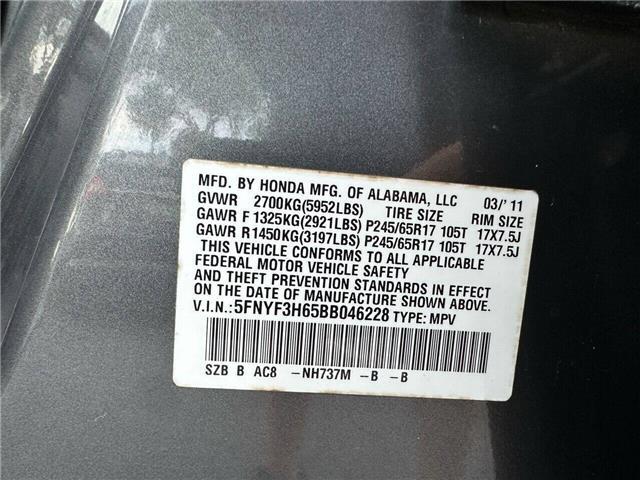 MFD. BY HONDA MFG. OF ALABAMA, LLC 03/'11
GVWR 2700KG(5952LBS) TIRE SIZE RIM SIZE
GAWR F 1325KG(2921LBS) P245/65R17 105T 17X7.5J
GAWR R1450KG(3197LBS) P245/65R17 105T 17X7.5J
THIS VEHICLE CONFORMS TO ALL APPLICABLE
FEDERAL MOTOR VEHICLE SAFETY
AND THEFT PREVENTION STANDARDS IN EFFECT
ON THE DATE OF MANUFACTURE SHOWN ABOVE.
V.I.N.:5FNYF3H65BB046228 TYPE: MPV
SZB B AC8 -NH737M -B -B